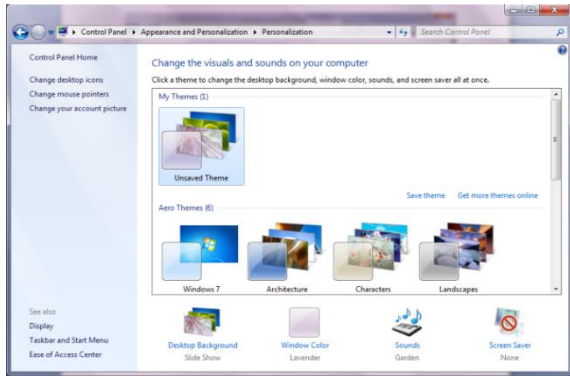 Control Panel ▸ Appearance and Personalization ▸ Personalization
Search Control Panel
Control Panel Home
Change desktop icons
Change mouse pointers
Change your account picture
See also
Display
Taskbar and Start Menu
Ease of Access Center
Change the visuals and sounds on your computer
Click a theme to change the desktop background, window color, sounds, and screen saver all at once.
My Themes (1)
Unsaved Theme
Save theme Get more themes online
Aero Themes (6)
Windows 7 Architecture Characters Landscapes
Desktop Background Window Color Sounds Screen Saver
Slide Show Lavender Garden None